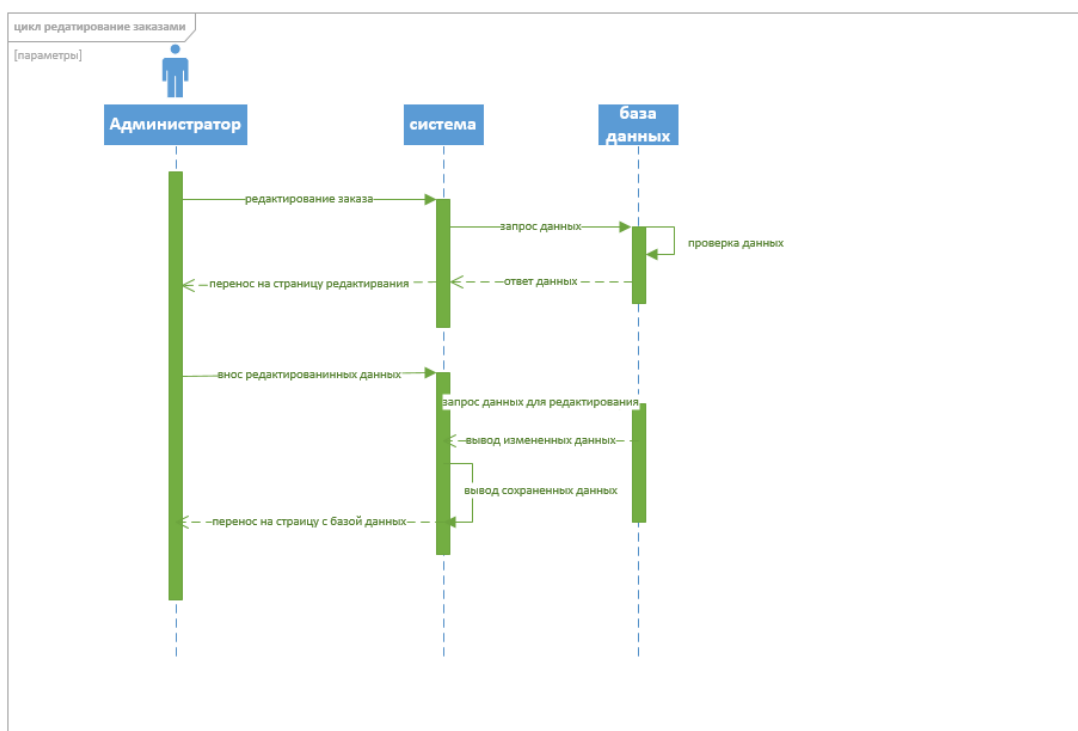 цикл редатирование заказами
[параметры]
Администратор
система
база
данных
редактирование заказа
запрос данных
проверка данных
ответ данных
перенос на страницу редактирвания
внос редактированинных данных
запрос данных для редактирования
вывод измененных данных
вывод сохраненных данных
перенос на страицу с базой данных